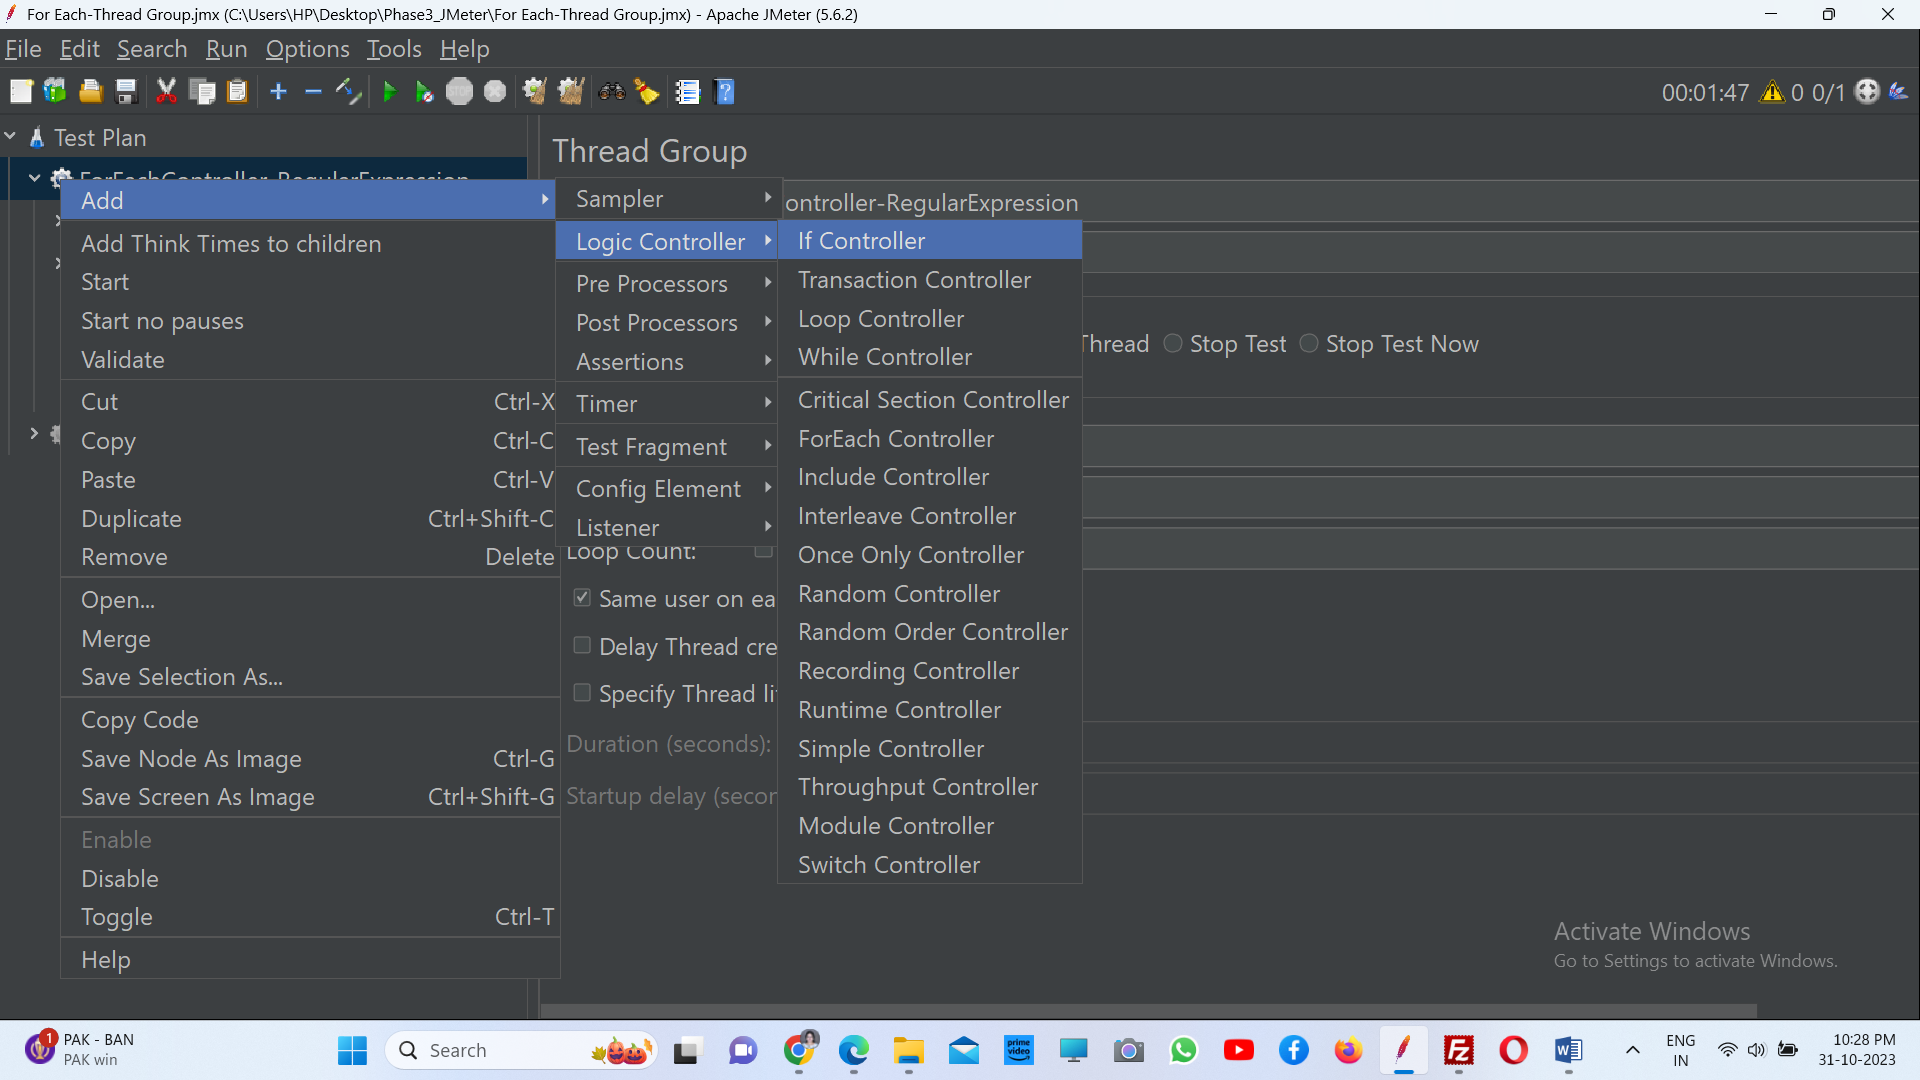 For Each-Thread Group.jmx (C:\Users\HP\Desktop\Phase3_JMeter\For Each-Thread Group.jmx) - Apache JMeter (5.6.2)
File Edit Search Run Options Tools Help
STOP
00:01:47 0 0/1
Test Plan
ForEachController-RegularExpression
Thread Group
ontroller-RegularExpression
Add
Add Think Times to children
Start
Start no pauses
Validate
Cut Ctrl-X
Copy Ctrl-C
Paste Ctrl-V
Duplicate Ctrl+Shift-C
Remove Delete
Open...
Merge
Save Selection As...
Copy Code
Save Node As Image Ctrl-G
Save Screen As Image Ctrl+Shift-G
Enable
Disable
Toggle Ctrl-T
Help
Sampler
Logic Controller
Pre Processors
Post Processors
Assertions
Timer
Test Fragment
Config Element
Listener
If Controller
Transaction Controller
Loop Controller
While Controller
Critical Section Controller
ForEach Controller
Include Controller
Interleave Controller
Once Only Controller
Random Controller
Random Order Controller
Recording Controller
Runtime Controller
Simple Controller
Throughput Controller
Module Controller
Switch Controller
Thread Stop Test Stop Test Now
Loop Count:
Same user on ea
Delay Thread cre
Specify Thread li
Duration (seconds):
Startup delay (secon
Activate Windows
Go to Settings to activate Windows.
1
PAK - BAN
PAK win
Search
prime video
ENG
IN
10:28 PM
31-10-2023